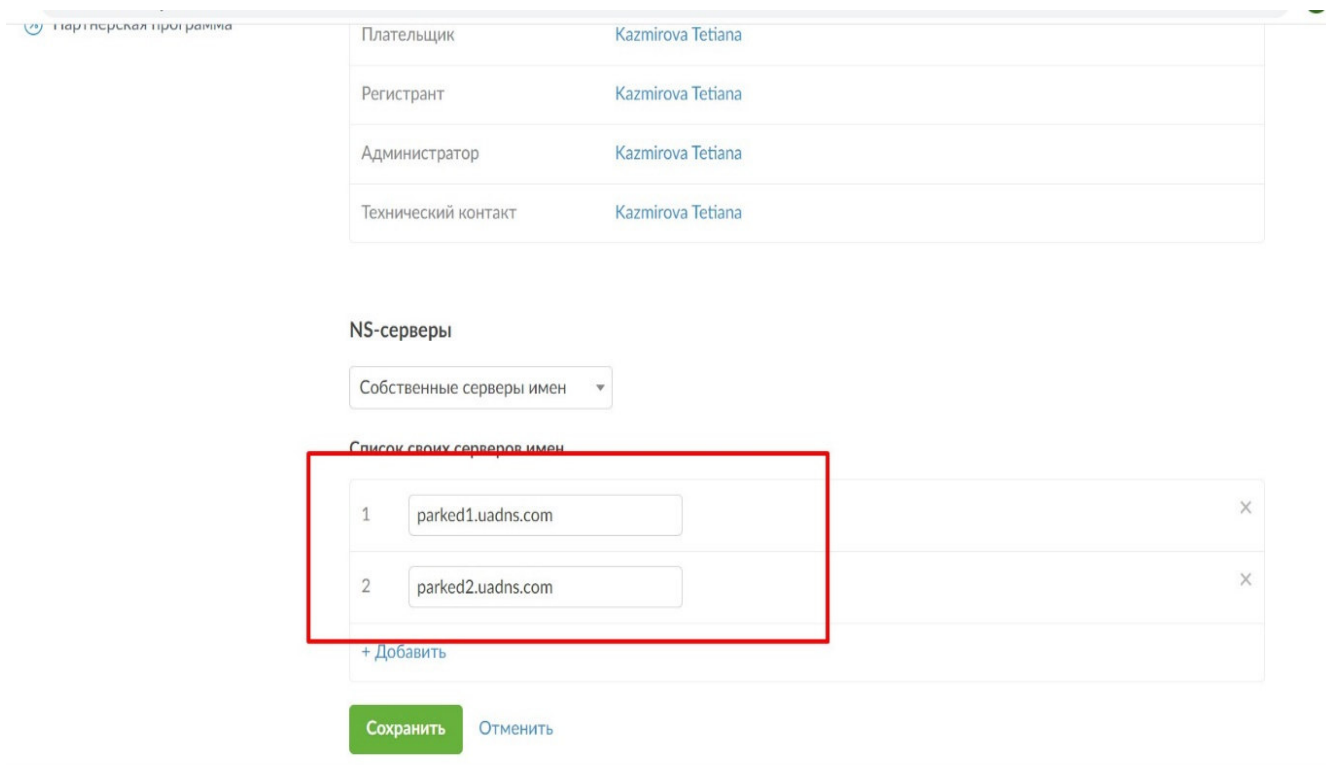 Партнерская программа
Плательщик Kazmirova Tetiana
Регистрант Kazmirova Tetiana
Администратор Kazmirova Tetiana
Технический контакт Kazmirova Tetiana
NS-серверы
Собственные серверы имен
Список своих серверов имен
1 parked1.uadns.com X
2 parked2.uadns.com X
+ Добавить
Сохранить Отменить